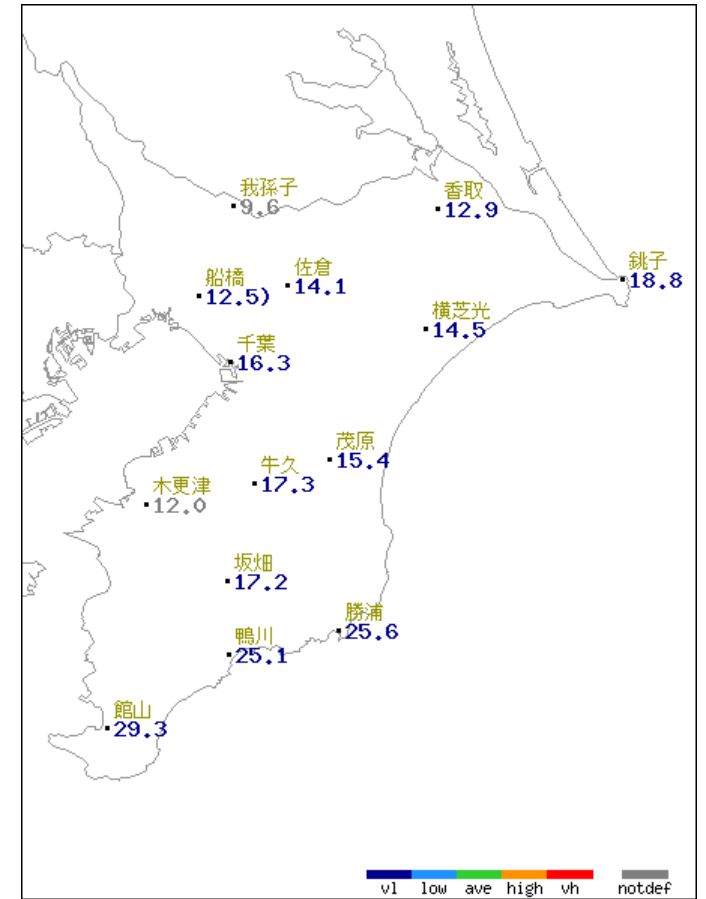 我孫子
9.6
香取
12.9
銚子
18.8
船橋
12.5)
佐倉
14.1
横芝光
14.5
千葉
16.3
茂原
15.4
牛久
17.3
木更津
12.0
坂畑
17.2
勝浦
25.6
鴨川
25.1
館山
29.3
vl low ave high vh notdef